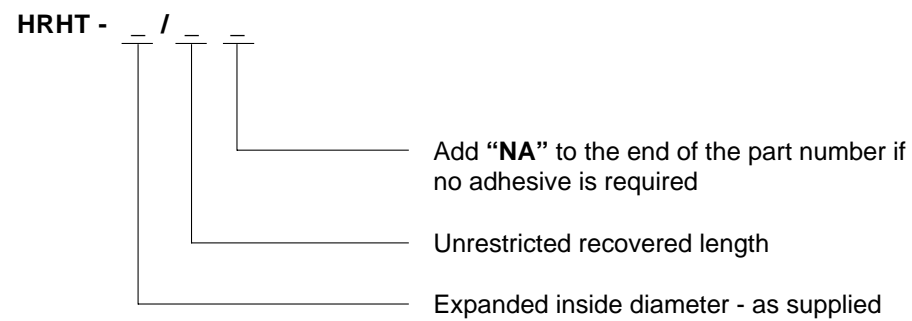 HRHT - _ / _ _
Add “NA” to the end of the part number if
no adhesive is required
Unrestricted recovered length
Expanded inside diameter - as supplied